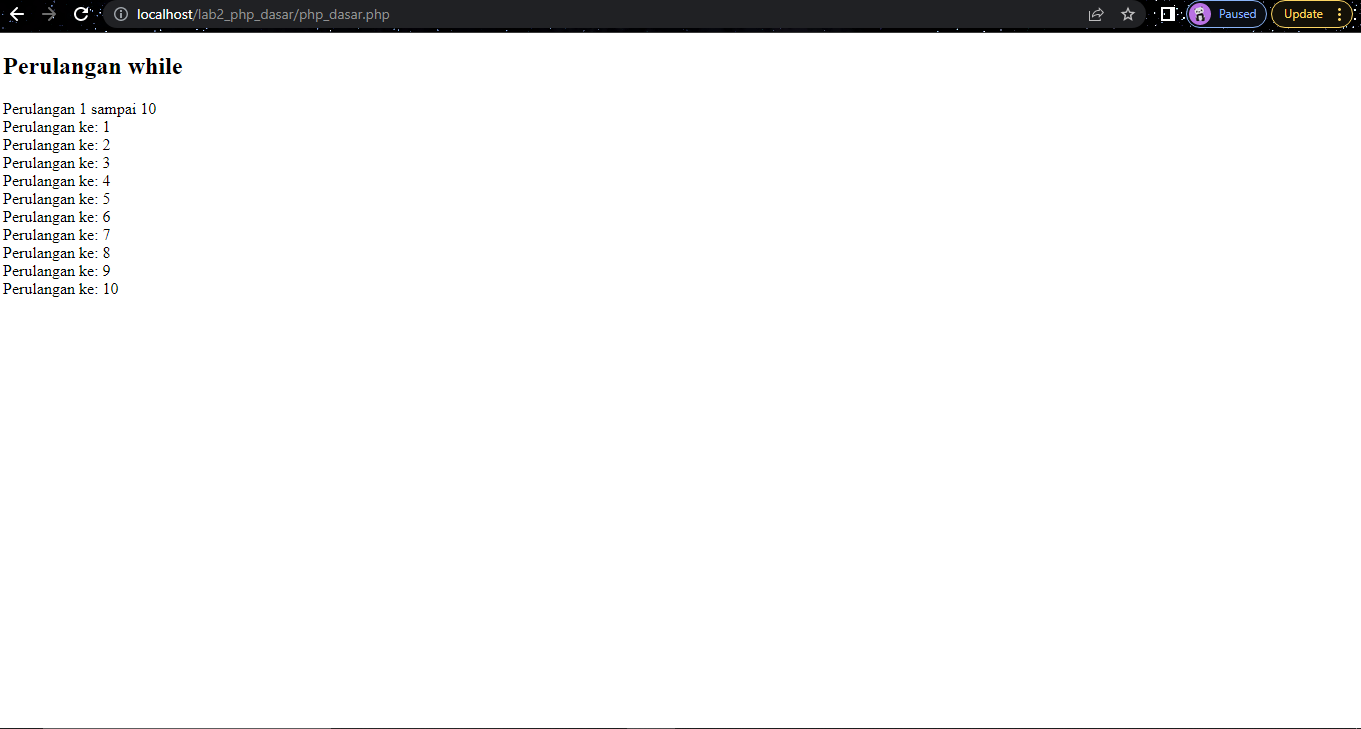 localhost/lab2_php_dasar/php_dasar.php
Paused
Update
Perulangan while
Perulangan 1 sampai 10
Perulangan ke: 1
Perulangan ke: 2
Perulangan ke: 3
Perulangan ke: 4
Perulangan ke: 5
Perulangan ke: 6
Perulangan ke: 7
Perulangan ke: 8
Perulangan ke: 9
Perulangan ke: 10